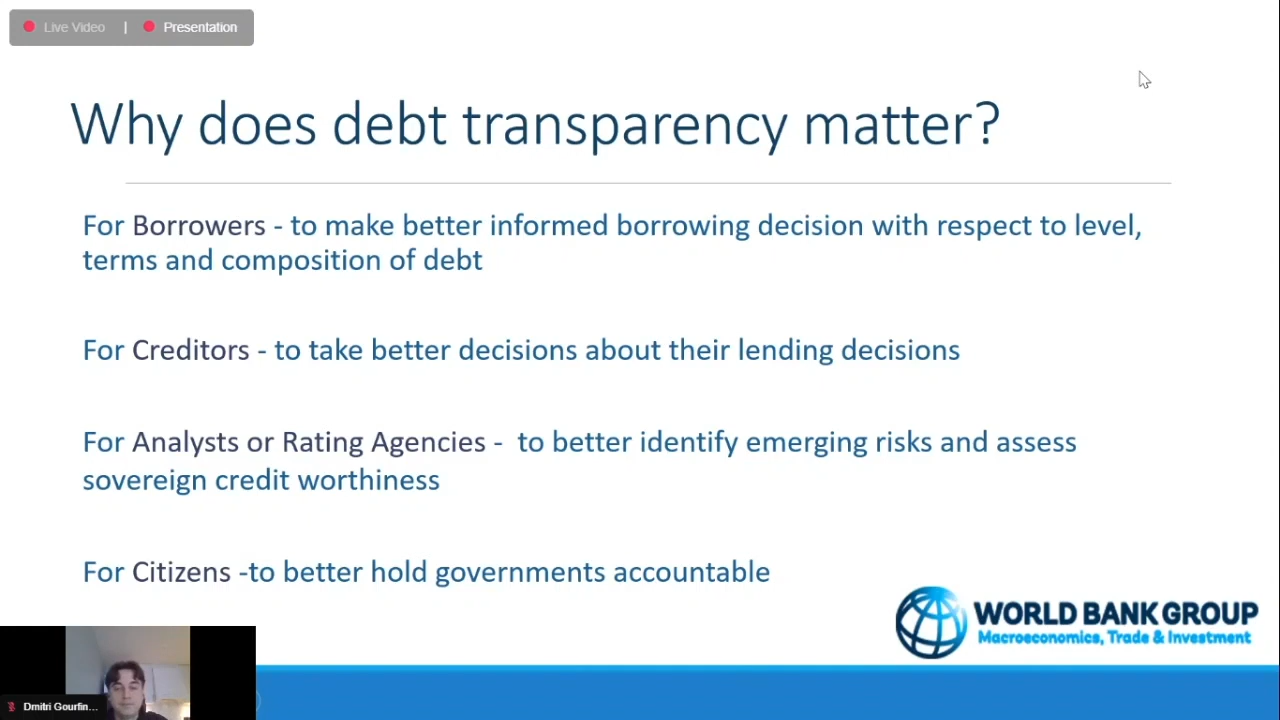 Live Video | Presentation
Why does debt transparency matter?
For Borrowers - to make better informed borrowing decision with respect to level,
terms and composition of debt
For Creditors - to take better decisions about their lending decisions
For Analysts or Rating Agencies - to better identify emerging risks and assess
sovereign credit worthiness
For Citizens -to better hold governments accountable
WORLD BANK GROUP
Macroeconomics, Trade & Investment
Dmitri Gourfin...